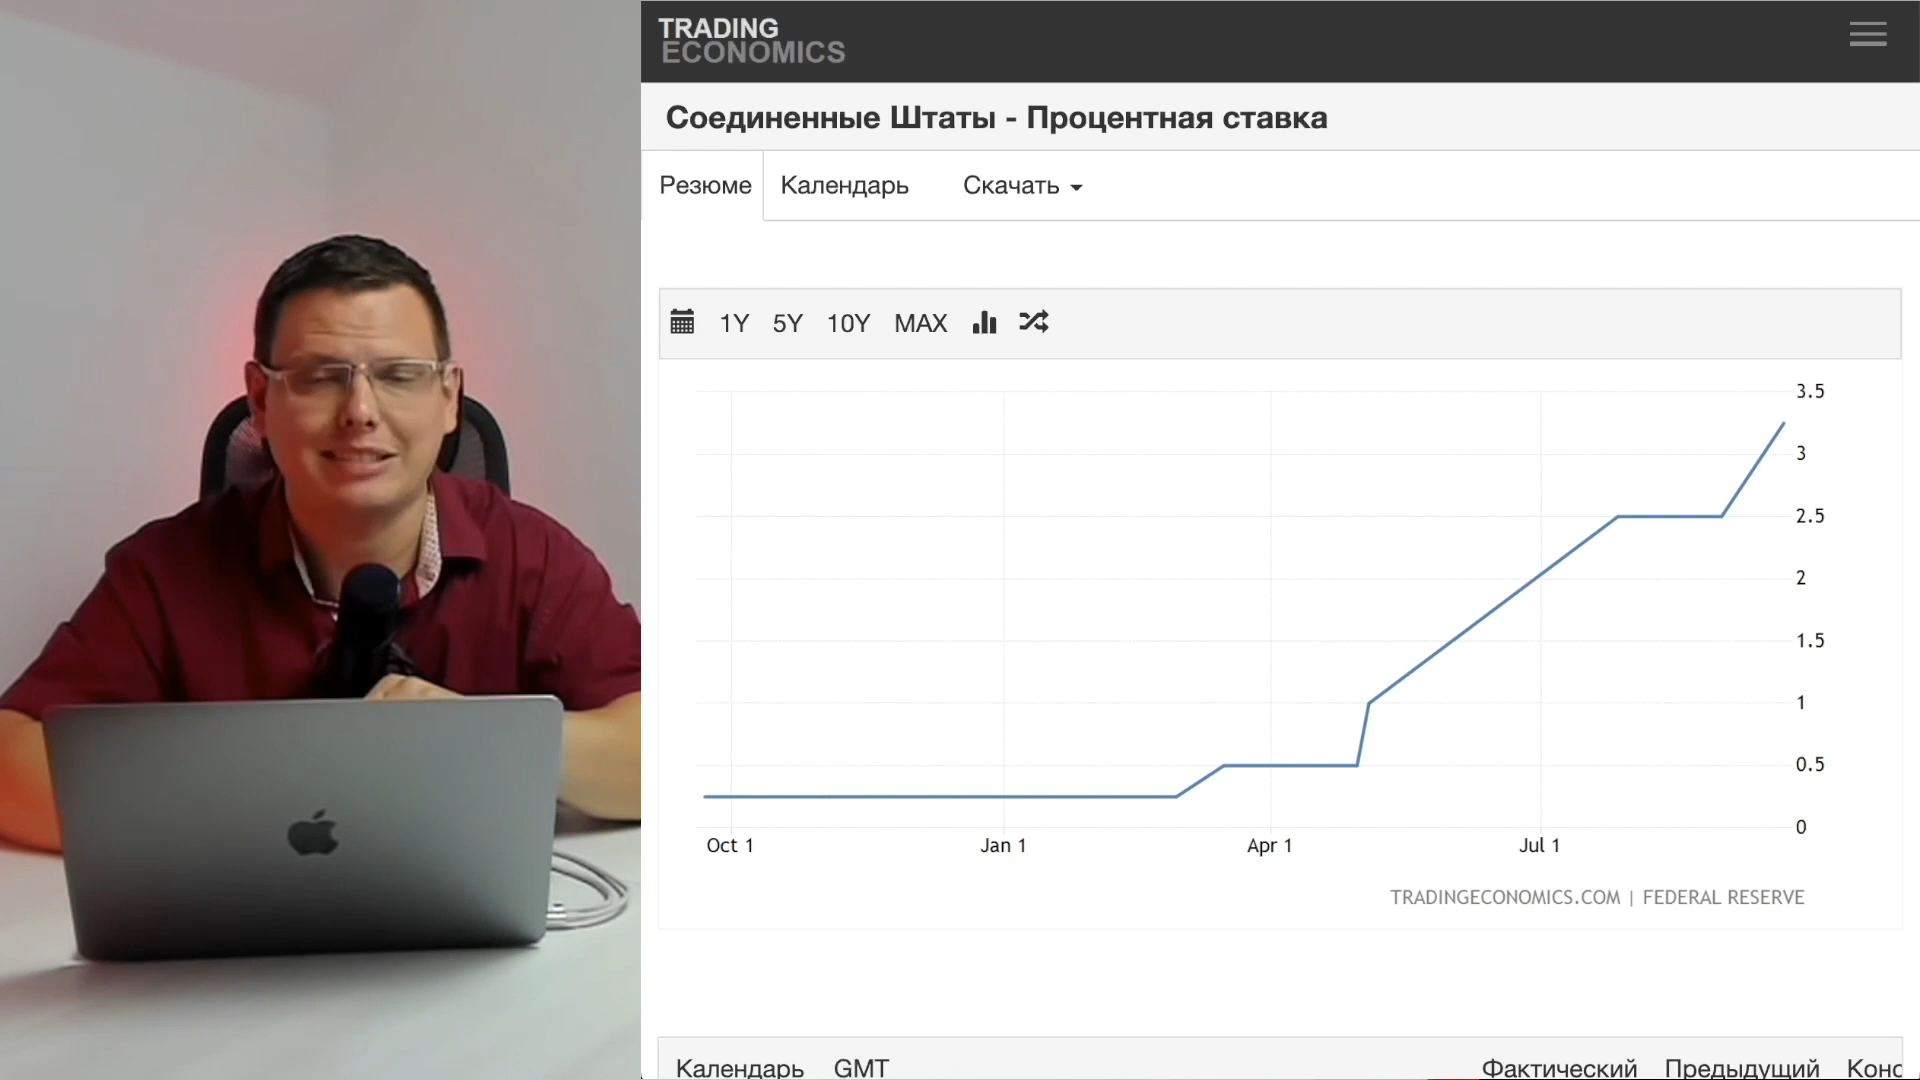 TRADING
ECONOMICS
Соединенные Штаты - Процентная ставка
Резюме Календарь Скачать
1Y 5Y 10Y MAX
3.5
3
2.5
2
1.5
1
0.5
0
Oct 1 Jan 1 Apr 1 Jul 1
TRADINGECONOMICS.COM | FEDERAL RESERVE
Календарь GMT Фактический Предыдущий Конс